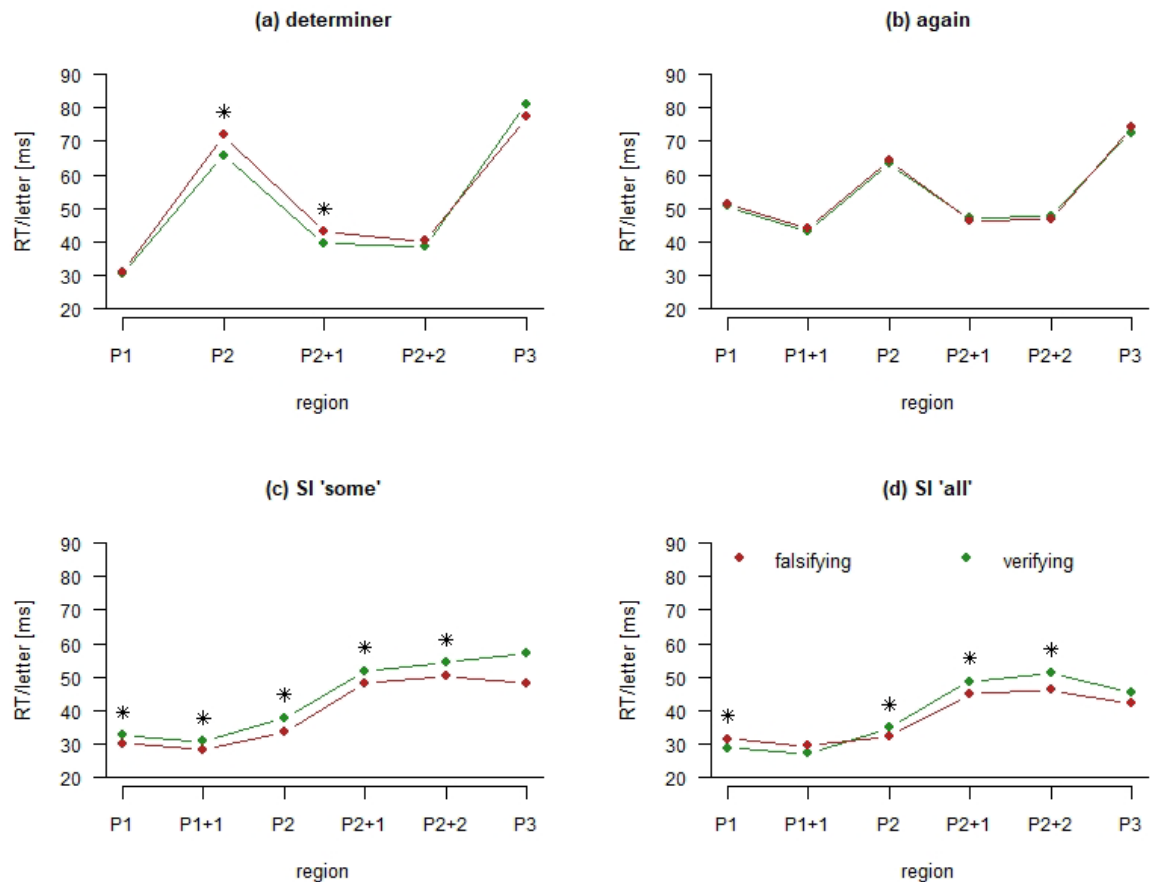 (a) determiner
RT/letter [ms]
90
80
70
60
50
40
30
20
*
*
P1 P2 P2+1 P2+2 P3
region
(b) again
RT/letter [ms]
90
80
70
60
50
40
30
20
P1 P1+1 P2 P2+1 P2+2 P3
region
(c) SI 'some'
RT/letter [ms]
90
80
70
60
50
40
30
20
* * * * *
P1 P1+1 P2 P2+1 P2+2 P3
region
(d) SI 'all'
falsifying verifying
RT/letter [ms]
90
80
70
60
50
40
30
20
* * * *
P1 P1+1 P2 P2+1 P2+2 P3
region